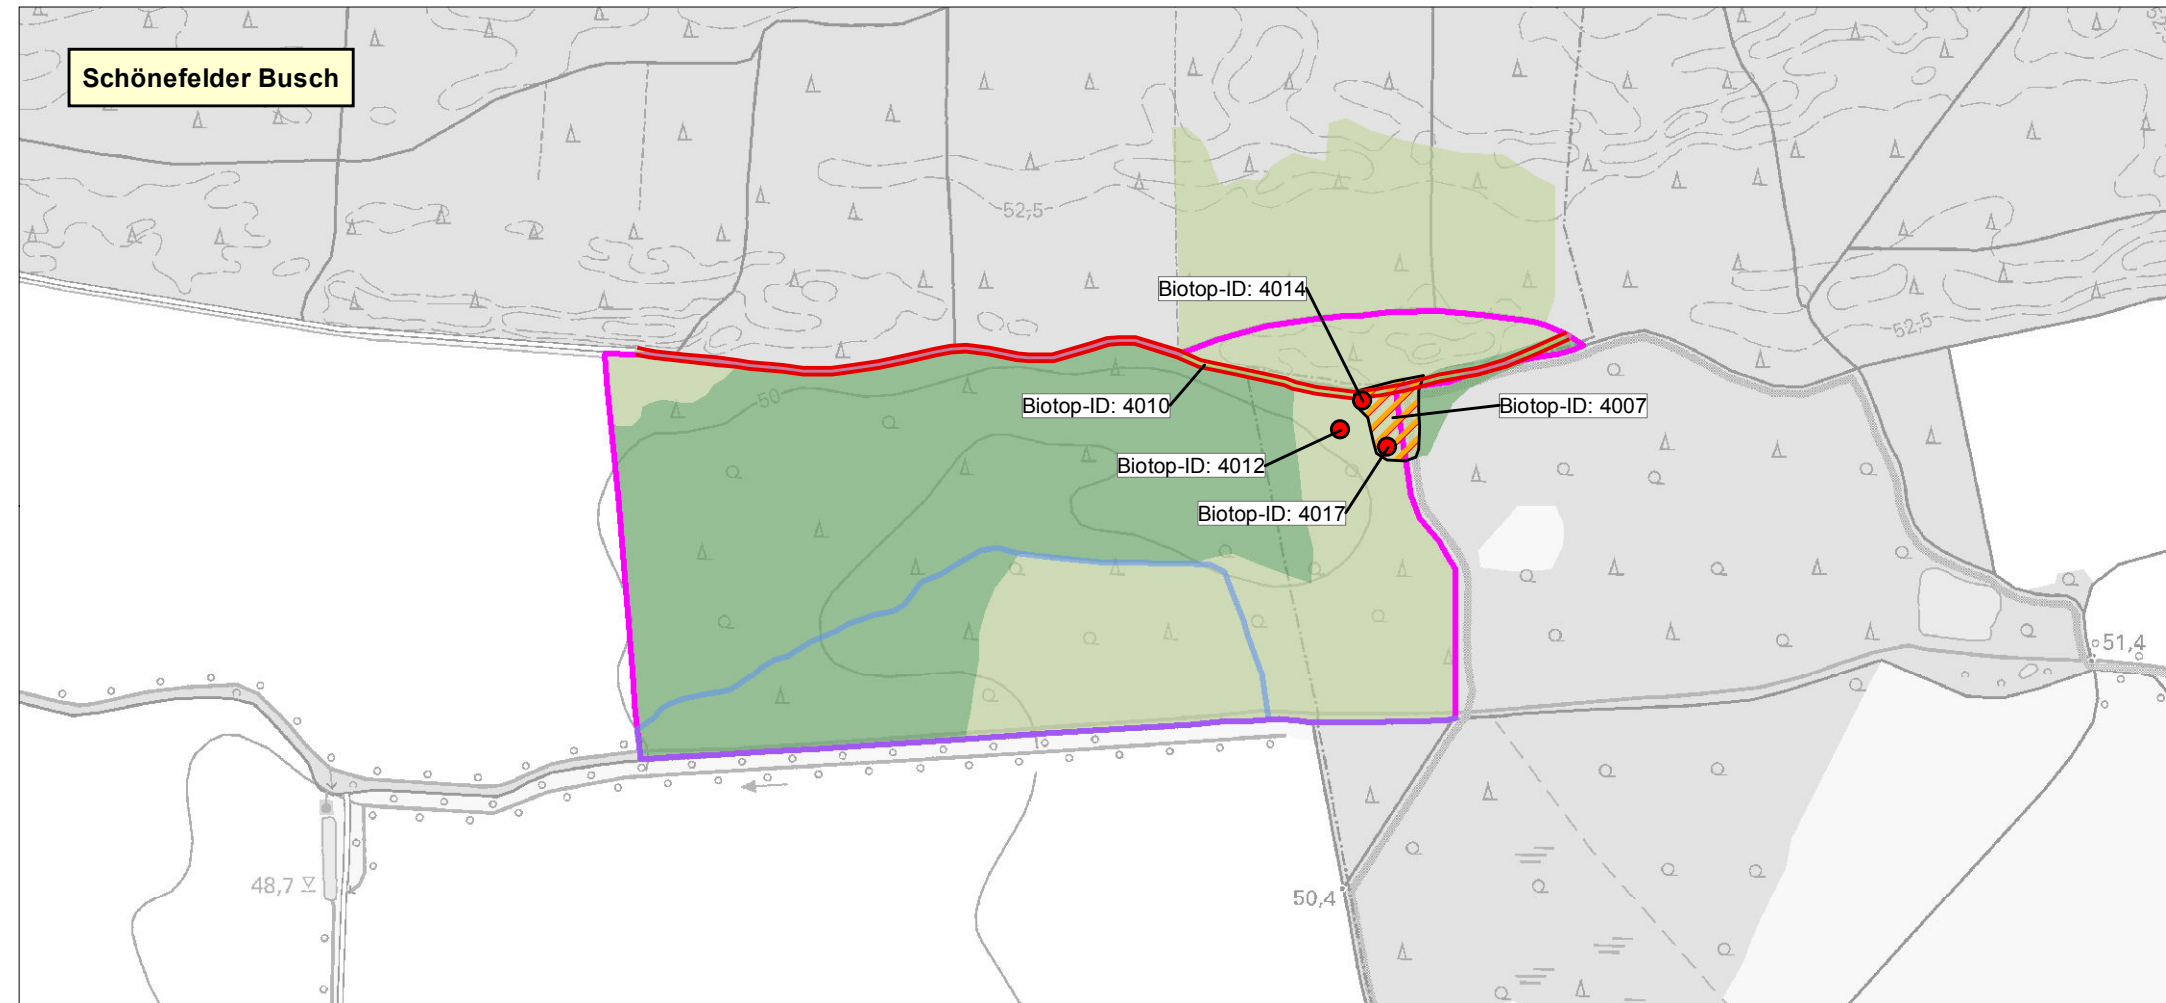 Schönefelder Busch
52,5
Biotop-ID: 4014
52,5
Biotop-ID: 4010
50
Biotop-ID: 4007
Biotop-ID: 4012
Biotop-ID: 4017
51,4
48,7
50,4